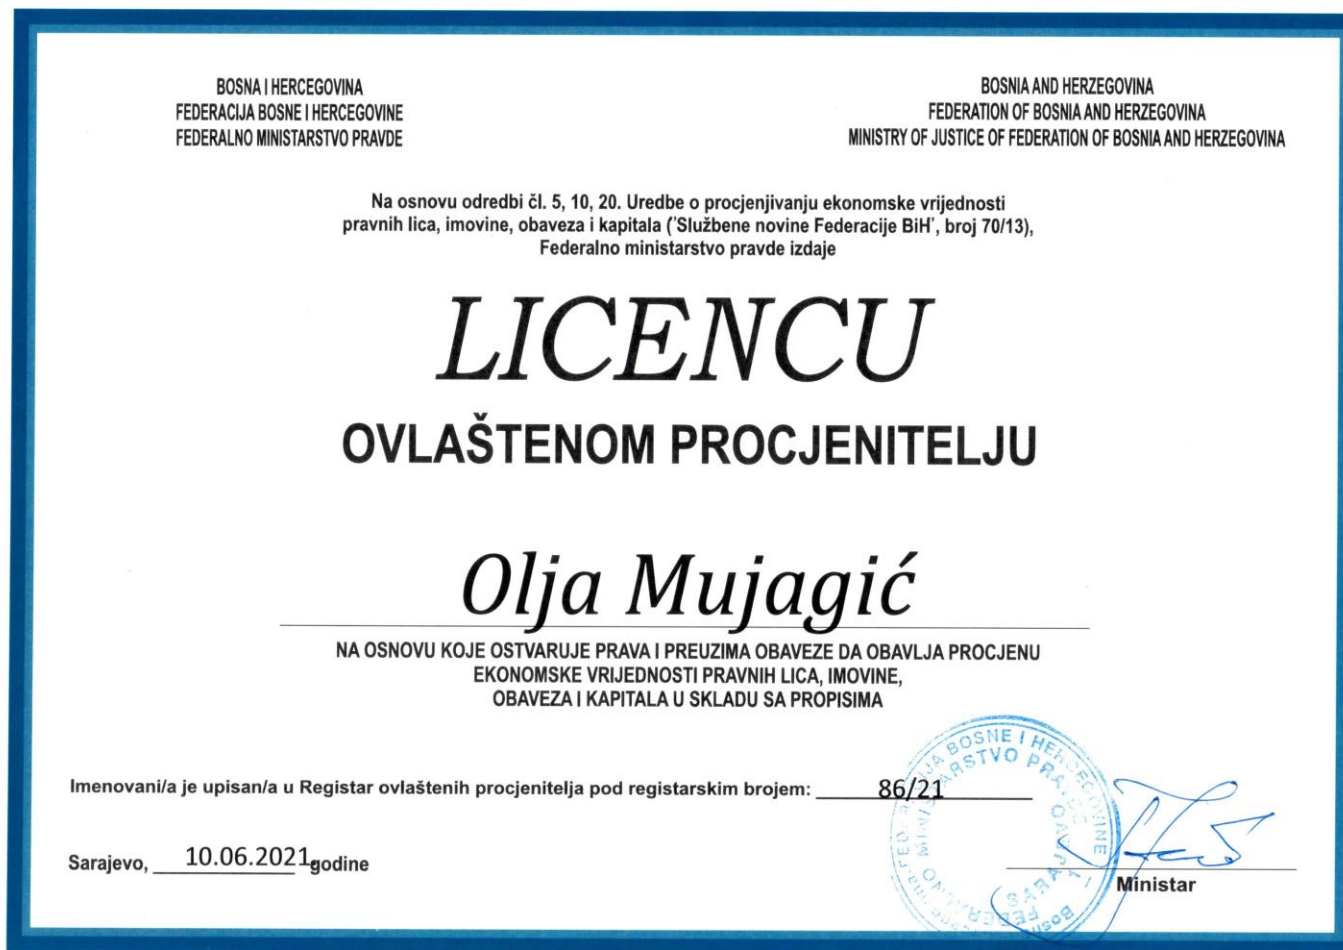 BOSNA I HERCEGOVINA
FEDERACIJA BOSNE I HERCEGOVINE
FEDERALNO MINISTARSTVO PRAVDE
BOSNIA AND HERZEGOVINA
FEDERATION OF BOSNIA AND HERZEGOVINA
MINISTRY OF JUSTICE OF FEDERATION OF BOSNIA AND HERZEGOVINA
Na osnovu odredbi čl. 5, 10, 20. Uredbe o procjenjivanju ekonomske vrijednosti
pravnih lica, imovine, obaveza i kapitala ('Službene novine Federacije BiH', broj 70/13),
Federalno ministarstvo pravde izdaje
LICENCU
OVLAŠTENOM PROCJENITELJU
Olja Mujagić
NA OSNOVU KOJE OSTVARUJE PRAVA I PREUZIMA OBAVEZE DA OBAVLJA PROCJENU
EKONOMSKE VRIJEDNOSTI PRAVNIH LICA, IMOVINE,
OBAVEZA I KAPITALA U SKLADU SA PROPISIMA
Imenovani/a je upisan/a u Registar ovlaštenih procjenitelja pod registarskim brojem: 86/21
Sarajevo, 10.06.2021. godine
Ministar
BOSNE I HERCEGOVINE
SARAJEVO